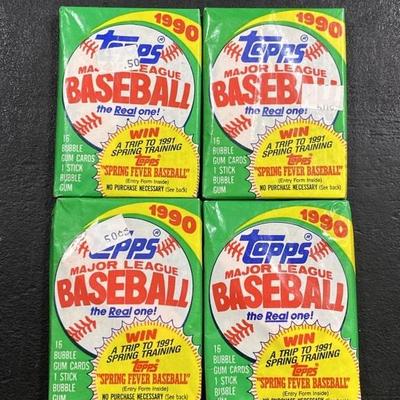 1990
.50
Topps
MAJOR LEAGUE
BASEBALL
the Real one!
16
BUBBLE
GUM CARDS
1 STICK
BUBBLE
GUM
WIN
A TRIP TO 1991
SPRING TRAINING
Topps
"SPRING FEVER BASEBALL"
(Entry Form Inside)
NO PURCHASE NECESSARY (See back)
1990
Topps
MAJOR LEAGUE
BASEBALL
the Real one!
16
BUBBLE
GUM CARDS
1 STICK
BUBBLE
GUM
WIN
A TRIP TO 1991
SPRING TRAINING
Topps
"SPRING FEVER BASEBALL"
(Entry Form Inside)
NO PURCHASE NECESSARY (See back)
1990
50¢
Topps
MAJOR LEAGUE
BASEBALL
the Real one!
16
BUBBLE
GUM CARDS
1 STICK
BUBBLE
GUM
WIN
A TRIP TO 1991
SPRING TRAINING
Topps
"SPRING FEVER BASEBALL"
(Entry Form Inside)
NO PURCHASE NECESSARY (See back)
1990
Topps
MAJOR LEAGUE
BASEBALL
the Real one!
16
BUBBLE
GUM CARDS
1 STICK
BUBBLE
GUM
WIN
A TRIP TO 1991
SPRING TRAINING
Topps
"SPRING FEVER BASEBALL"
(Entry Form Inside)
NO PURCHASE NECESSARY (See back)